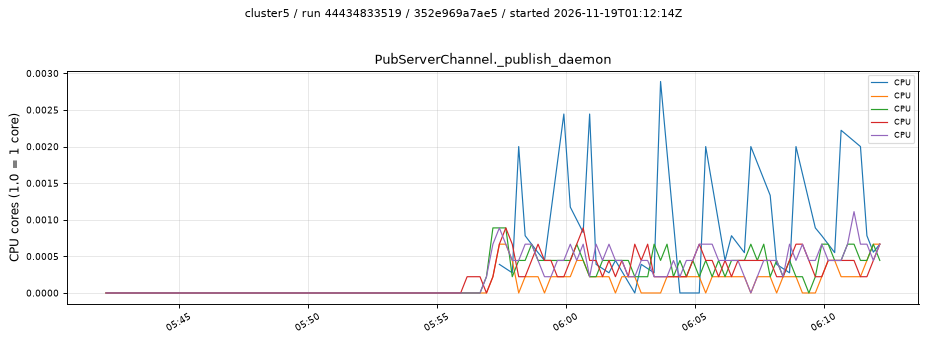 cluster5 / run 44434833519 / 352e969a7ae5 / started 2026-11-19T01:12:14Z
PubServerChannel._publish_daemon
CPU cores (1.0 = 1 core)
0.0030
0.0025
0.0020
0.0015
0.0010
0.0005
0.0000
CPU
CPU
CPU
CPU
CPU
05:45
05:50
05:55
06:00
06:05
06:10